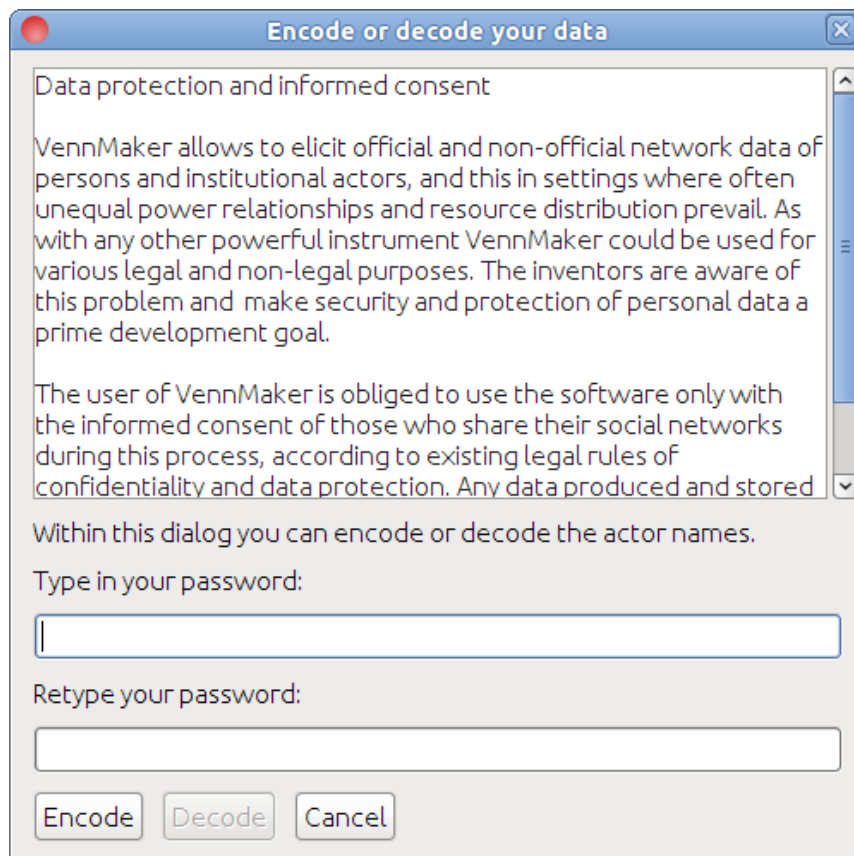 Encode or decode your data
Data protection and informed consent
VennMaker allows to elicit official and non-official network data of
persons and institutional actors, and this in settings where often
unequal power relationships and resource distribution prevail. As
with any other powerful instrument VennMaker could be used for
various legal and non-legal purposes. The inventors are aware of
this problem and  make security and protection of personal data a
prime development goal.
The user of VennMaker is obliged to use the software only with
the informed consent of those who share their social networks
during this process, according to existing legal rules of
confidentiality and data protection. Any data produced and stored
Within this dialog you can encode or decode the actor names.
Type in your password:
Retype your password:
Encode Decode Cancel